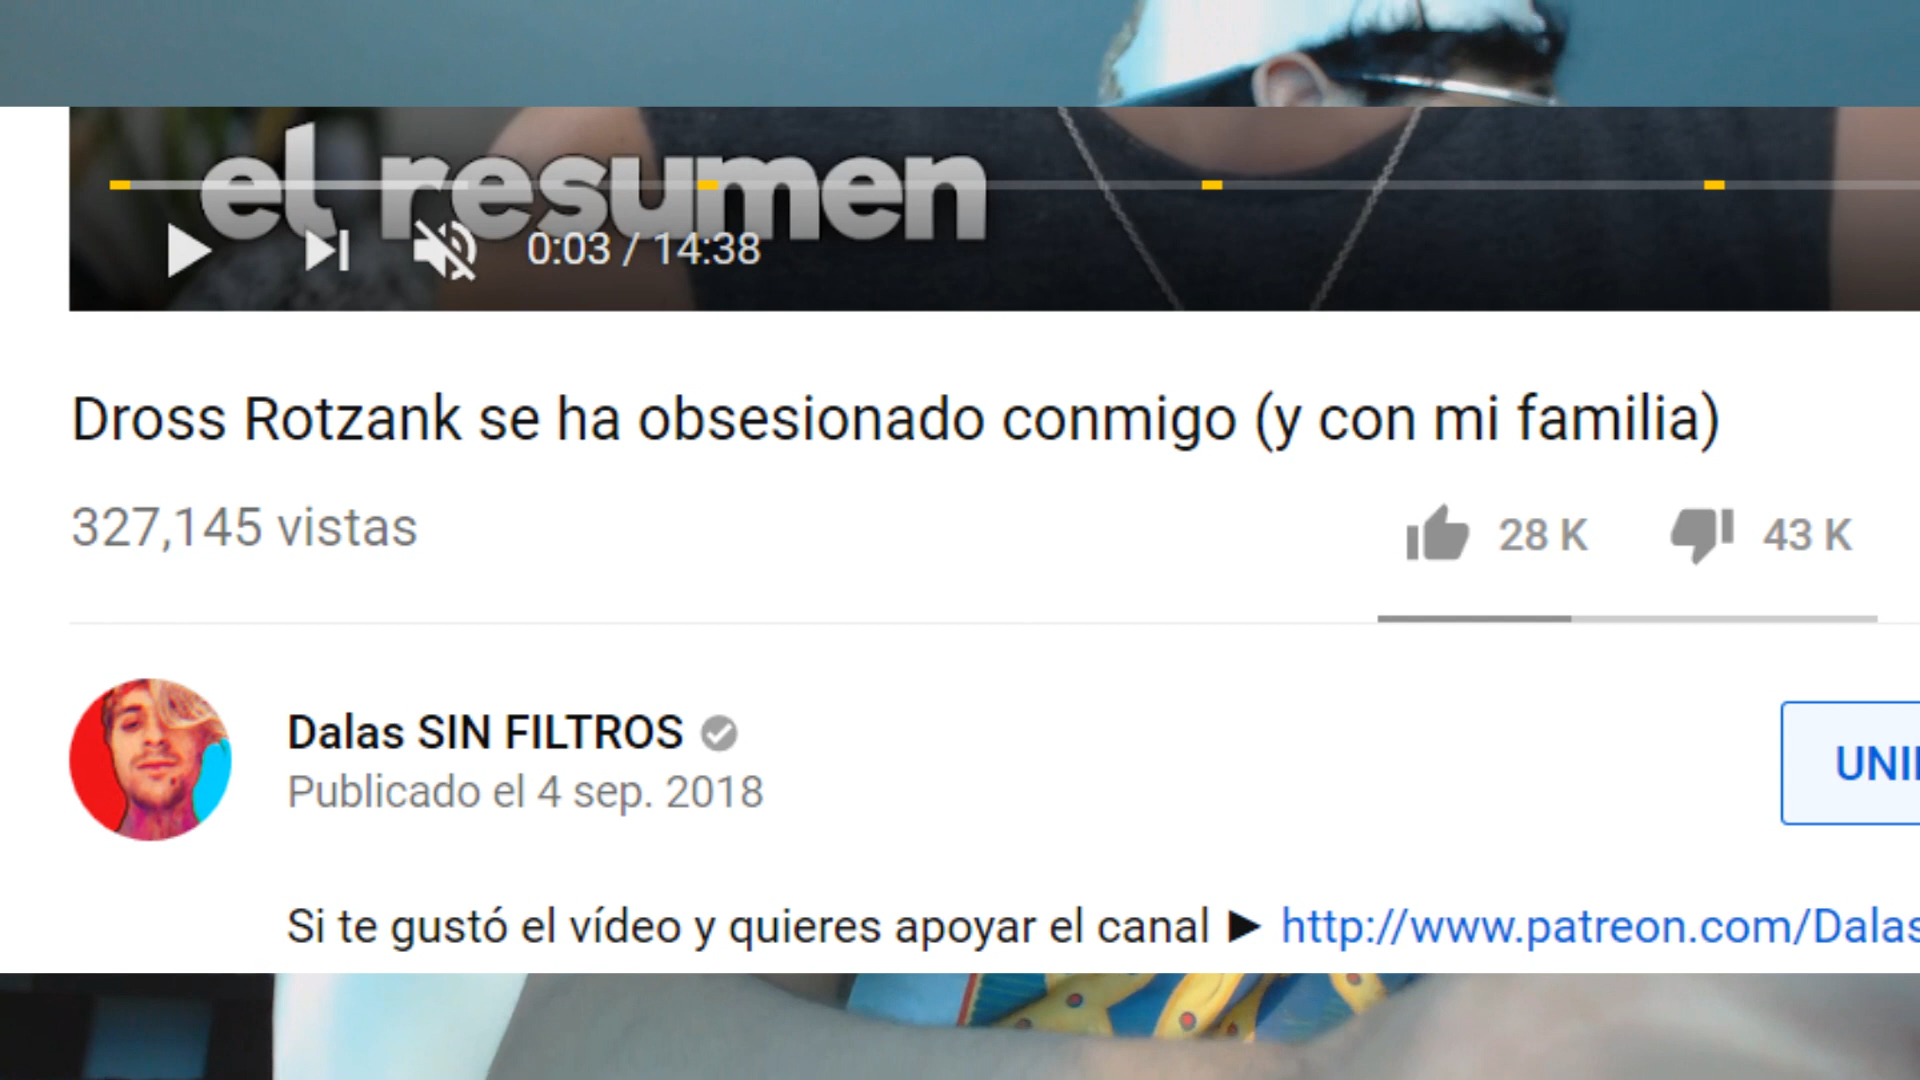 el resumen
0:03 / 14:38
Dross Rotzank se ha obsesionado conmigo (y con mi familia)
327,145 vistas
28 K
43 K
Dalas SIN FILTROS
Publicado el 4 sep. 2018
Si te gustó el vídeo y quieres apoyar el canal ► http://www.patreon.com/Dalas